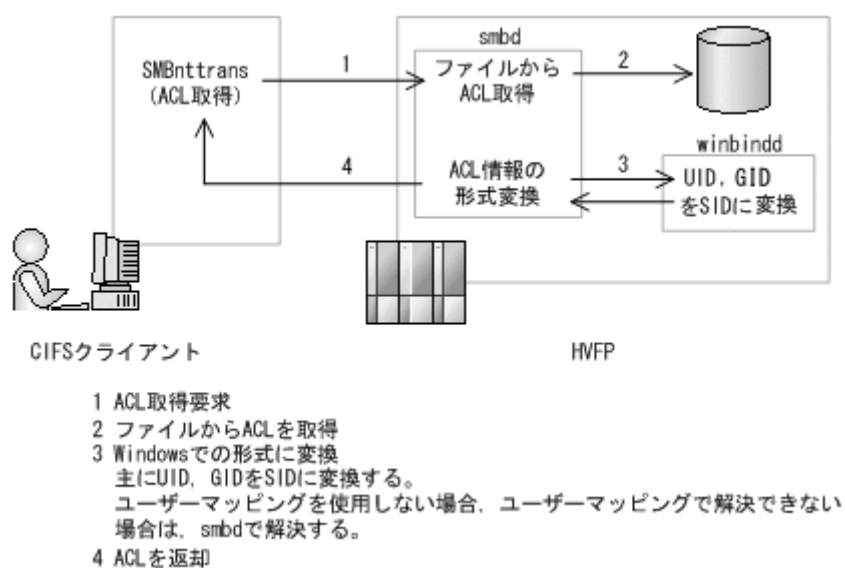 smbd
SMBnttrans
(ACL取得)
1
ファイルから
ACL取得
2
winbindd
4
ACL情報の
形式変換
3
UID, GID
をSIDに変換
CIFSクライアント
HVFP
1 ACL取得要求
2 ファイルからACLを取得
3 Windowsでの形式に変換
主にUID, GIDをSIDに変換する。
ユーザーマッピングを使用しない場合, ユーザーマッピングで解決できない
場合は, smbdで解決する。
4 ACLを返却